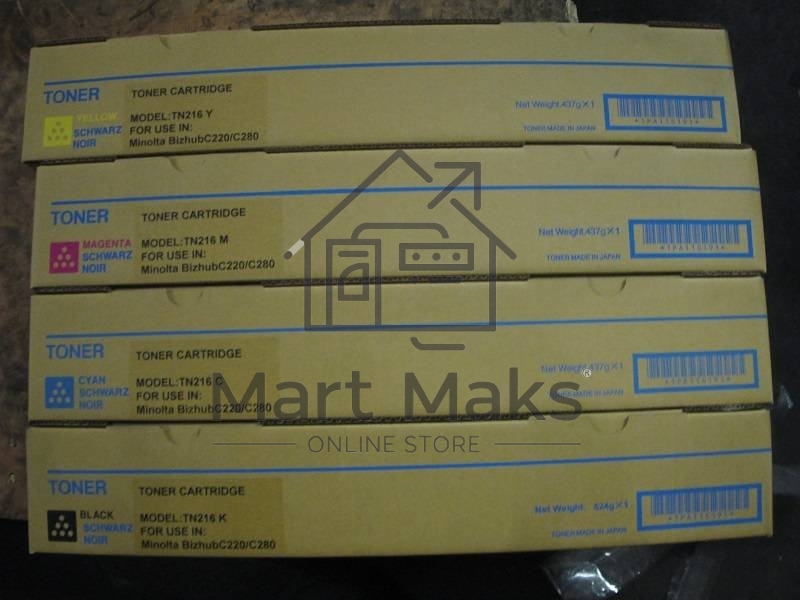 TONER
TONER CARTRIDGE
YELLOW
SCHWARZ
NOIR
MODEL:TN216 Y
FOR USE IN:
Minolta BizhubC220/C280
Net Weight.437g×1
TONER MADE IN JAPAN
TONER
TONER CARTRIDGE
MAGENTA
SCHWARZ
NOIR
MODEL:TN216 M
FOR USE IN:
Minolta BizhubC220/C280
Net Weight.437g×1
TONER MADE IN JAPAN
TONER
TONER CARTRIDGE
CYAN
SCHWARZ
NOIR
MODEL:TN216 C
FOR USE IN:
Minolta BizhubC220/C280
Net Weight.437g×1
TONER MADE IN JAPAN
Mart Maks
ONLINE STORE
TONER
TONER CARTRIDGE
BLACK
SCHWARZ
NOIR
MODEL:TN216 K
FOR USE IN:
Minolta BizhubC220/C280
Net Weight. 524g×1
TONER MADE IN JAPAN